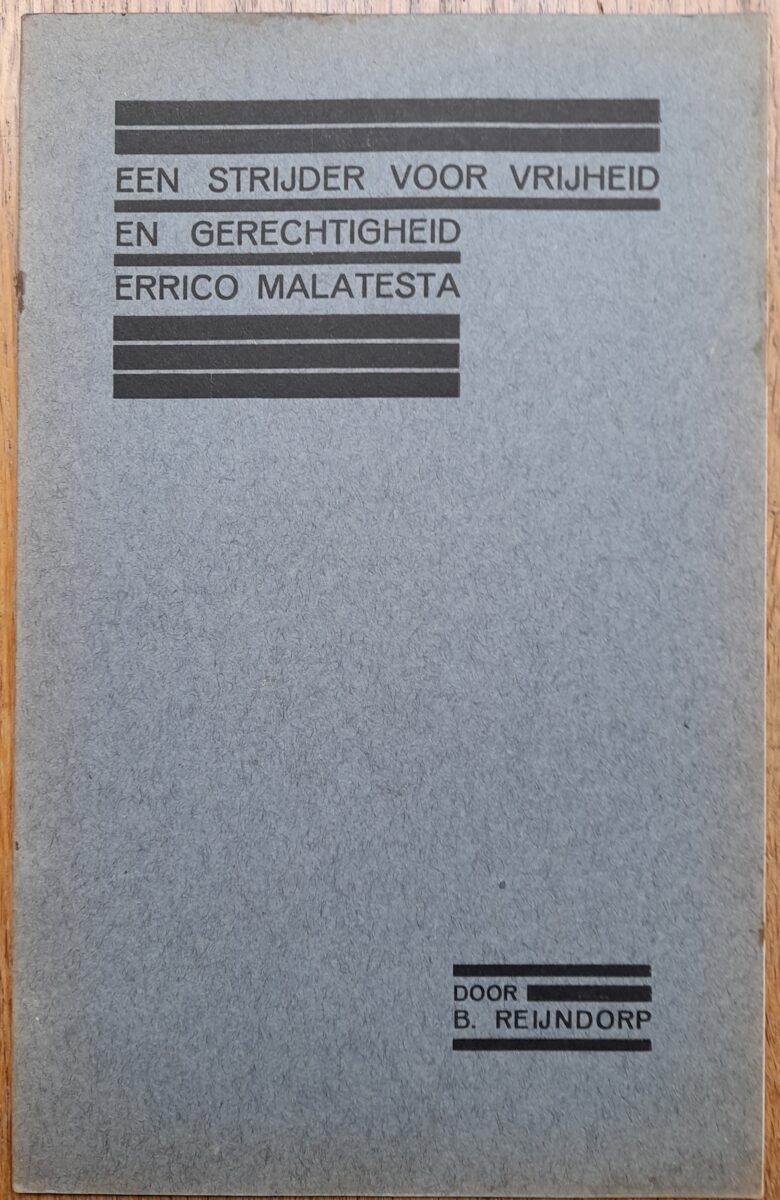 EEN STRIJDER VOOR VRIJHEID
EN GERECHTIGHEID
ERRICO MALATESTA
DOOR
B. REIJNDORP